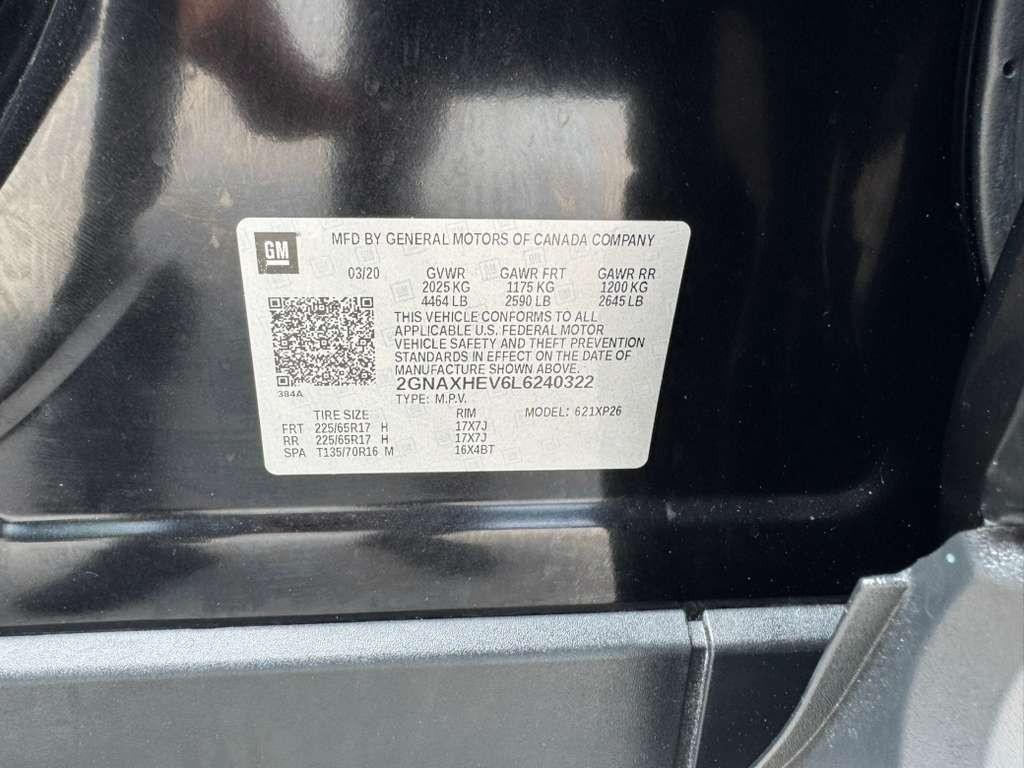 GM
MFD BY GENERAL MOTORS OF CANADA COMPANY
03/20 GVWR GAWR FRT GAWR RR
2025 KG 1175 KG 1200 KG
4464 LB 2590 LB 2645 LB
THIS VEHICLE CONFORMS TO ALL
APPLICABLE U.S. FEDERAL MOTOR
VEHICLE SAFETY AND THEFT PREVENTION
STANDARDS IN EFFECT ON THE DATE OF
MANUFACTURE SHOWN ABOVE.
384A
2GNAXHEV6L6240322
TYPE: M.P.V.
TIRE SIZE RIM MODEL: 621XP26
FRT 225/65R17 H 17X7J
RR 225/65R17 H 17X7J
SPA T135/70R16 M 16X4BT